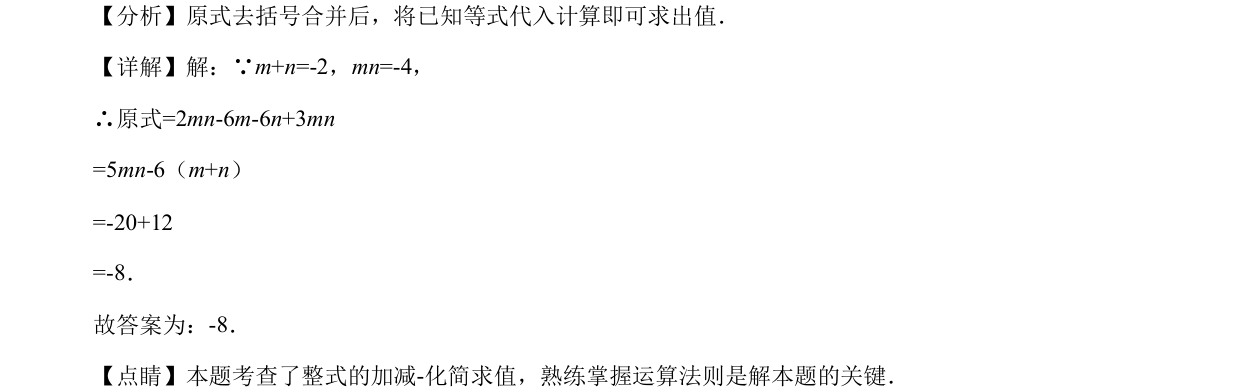 【分析】原式去括号合并后，将已知等式代入计算即可求出值．
【详解】解：∵m+n=-2，mn=-4，
∴原式=2mn-6m-6n+3mn
=5mn-6（m+n）
=-20+12
=-8．
故答案为：-8．
【点睛】本题考查了整式的加减-化简求值，熟练掌握运算法则是解本题的关键．